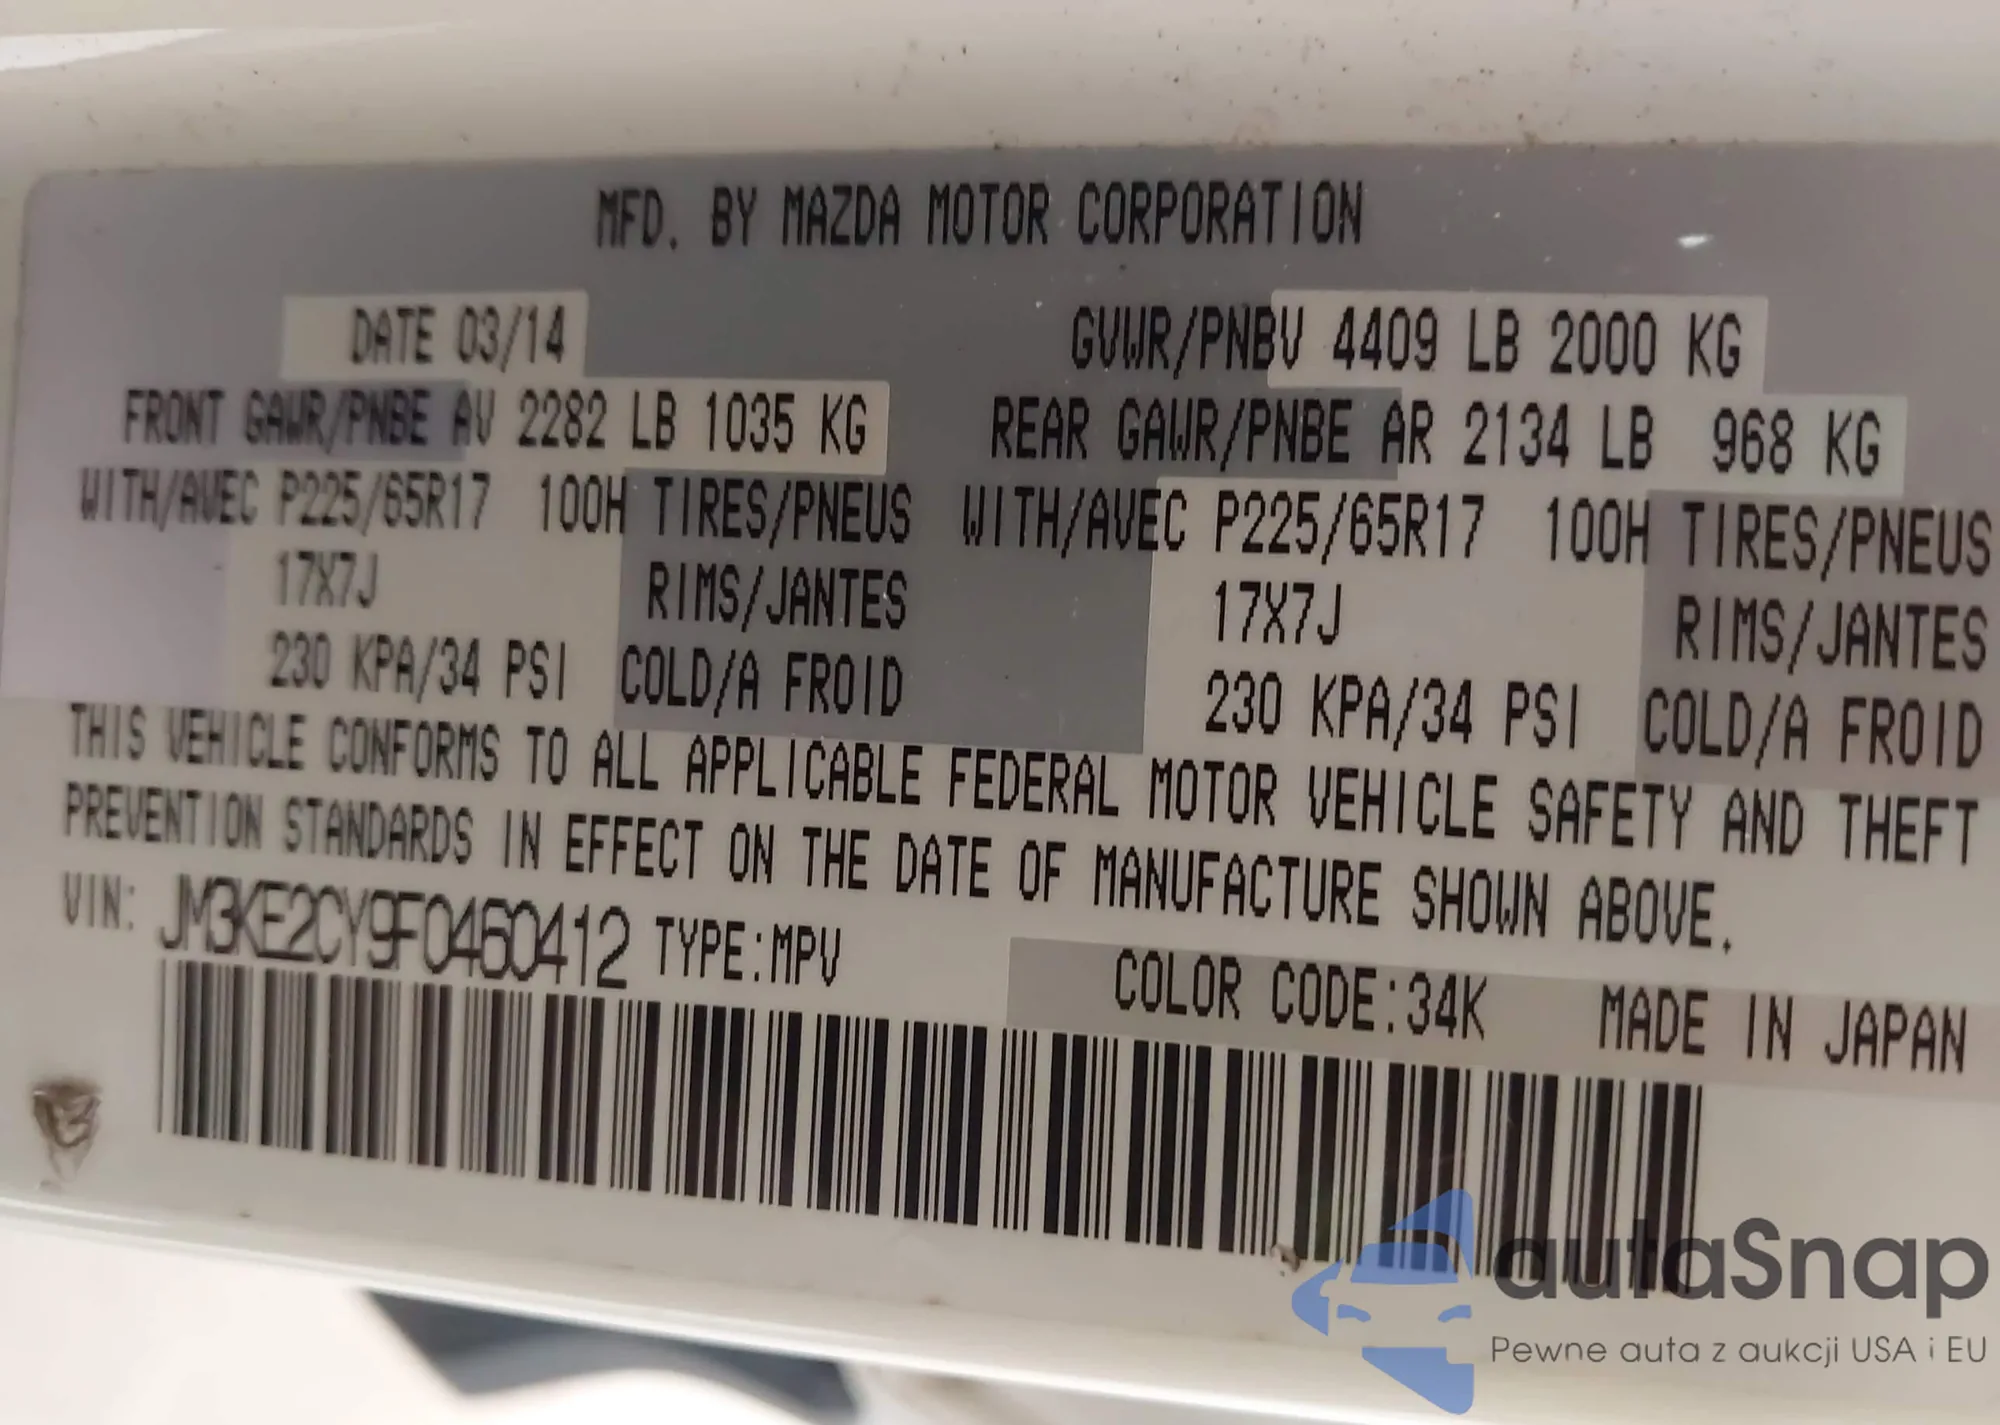 MFD. BY MAZDA MOTOR CORPORATION
DATE 03/14 GVWR/PNBV 4409 LB 2000 KG
FRONT GAWR/PNBE AV 2282 LB 1035 KG REAR GAWR/PNBE AR 2134 LB 968 KG
WITH/AVEC P225/65R17 100H TIRES/PNEUS WITH/AVEC P225/65R17 100H TIRES/PNEUS
17X7J RIMS/JANTES 17X7J RIMS/JANTES
230 KPA/34 PSI COLD/A FROID 230 KPA/34 PSI COLD/A FROID
THIS VEHICLE CONFORMS TO ALL APPLICABLE FEDERAL MOTOR VEHICLE SAFETY AND THEFT
PREVENTION STANDARDS IN EFFECT ON THE DATE OF MANUFACTURE SHOWN ABOVE.
VIN: JM3KE2CY9F0460412 TYPE:MPV COLOR CODE:34K MADE IN JAPAN
autaSnap
Pewne auta z aukcji USA i EU